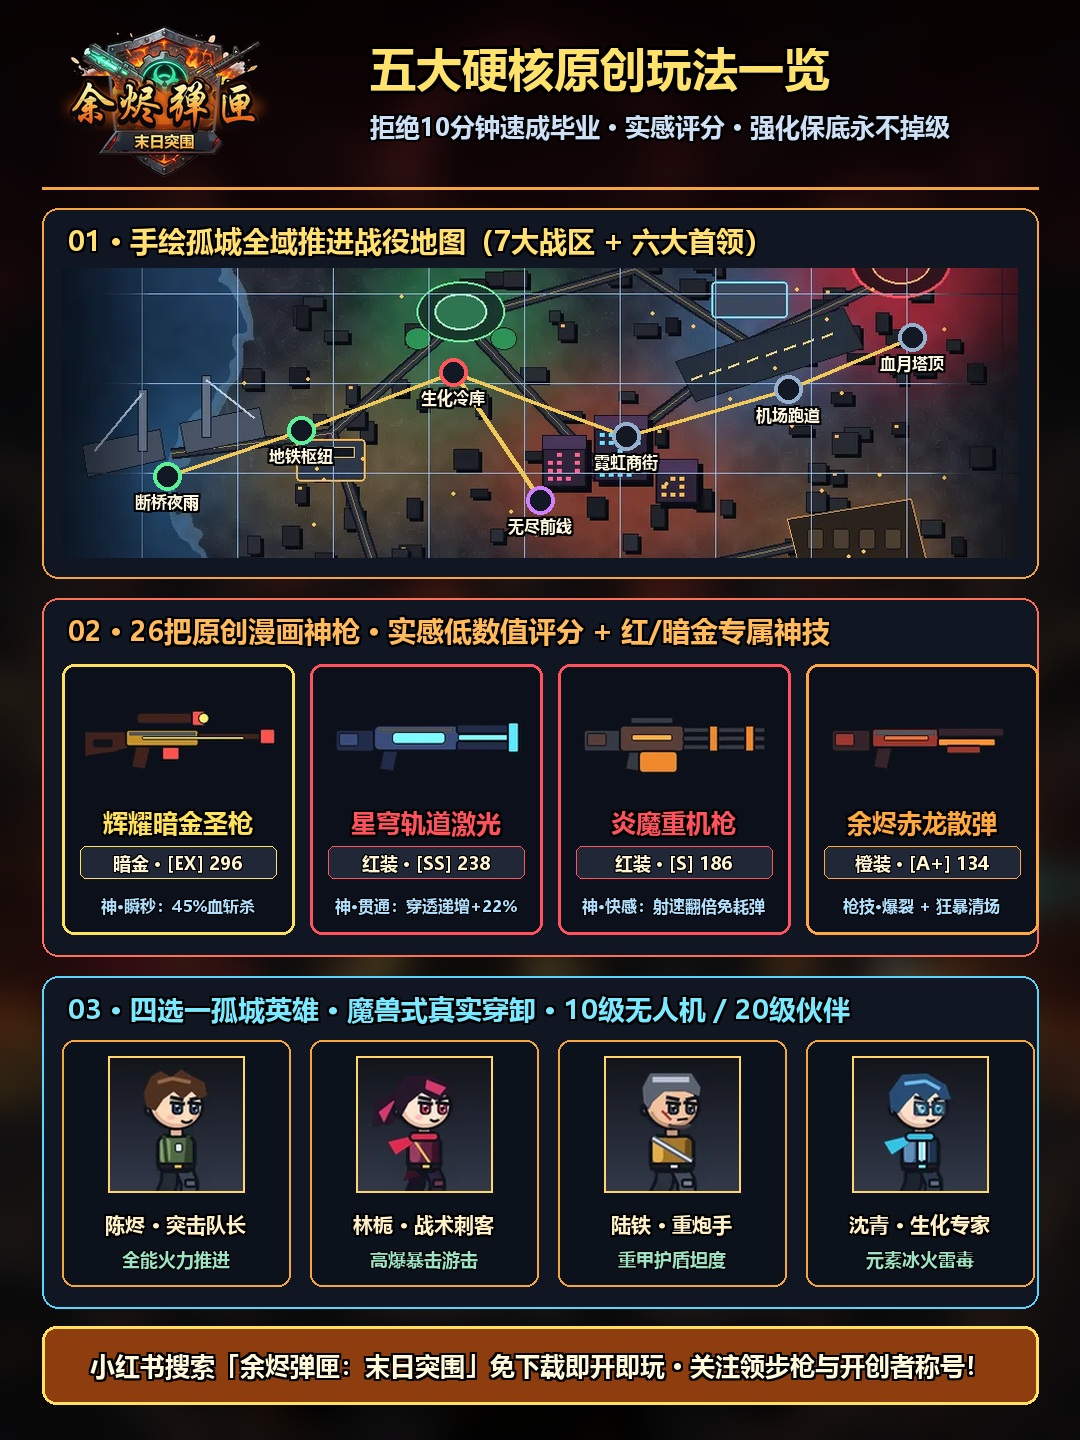 余烬弹匣
末日突围
五大硬核原创玩法一览
拒绝10分钟速成毕业·实感评分·强化保底永不掉级
01·手绘孤城全域推进战役地图（7大战区 + 六大首领）
血月塔顶
生化冷库
机场跑道
地铁枢纽
霓虹商街
断桥夜雨
无尽前线
02·26把原创漫画神枪·实感低数值评分 + 红/暗金专属神技
辉耀暗金圣枪
暗金·[EX] 296
神·瞬秒：45%血斩杀
星穹轨道激光
红装·[SS] 238
神·贯通：穿透递增+22%
炎魔重机枪
红装·[S] 186
神·快感：射速翻倍免耗弹
余烬赤龙散弹
橙装·[A+] 134
枪技·爆裂 + 狂暴清场
03·四选一孤城英雄·魔兽式真实穿卸·10级无人机 / 20级伙伴
陈烬·突击队长
全能火力推进
林栀·战术刺客
高爆暴击游击
陆铁·重炮手
重甲护盾坦度
沈青·生化专家
元素冰火雷毒
小红书搜索「余烬弹匣：末日突围」免下载即开即玩·关注领步枪与开创者称号！